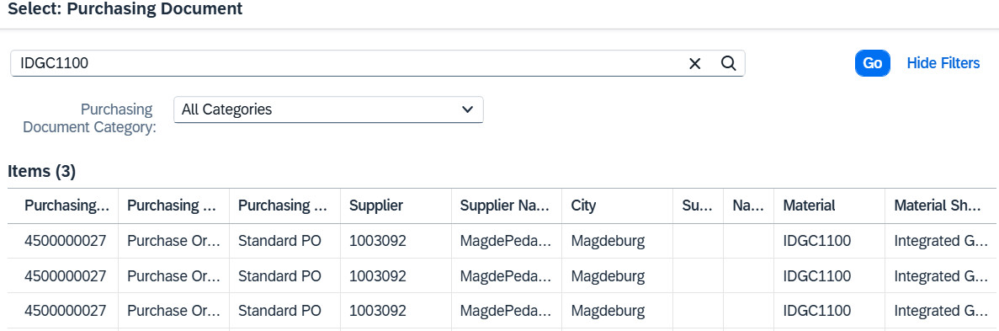 Select: Purchasing Document
IDGC1100
Go Hide Filters
Purchasing Document Category:
All Categories
Items (3)
Purchasing... Purchasing ... Purchasing ... Supplier Supplier Na... City Su... Na... Material Material Sh...
4500000027 Purchase Or... Standard PO 1003092 MagdePeda... Magdeburg IDGC1100 Integrated G...
4500000027 Purchase Or... Standard PO 1003092 MagdePeda... Magdeburg IDGC1100 Integrated G...
4500000027 Purchase Or... Standard PO 1003092 MagdePeda... Magdeburg IDGC1100 Integrated G...